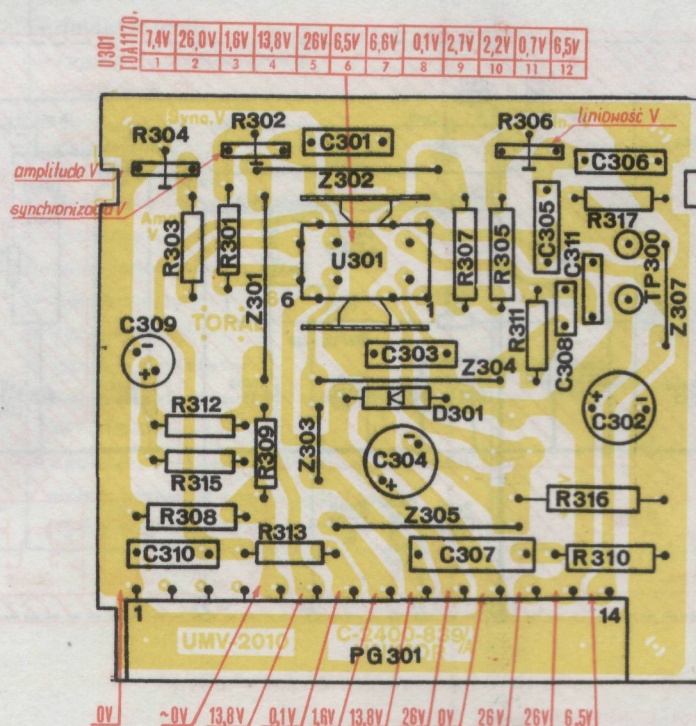 U301
TDA1170.
7,4V 26,0V 1,6V 13,8V 26V 6,5V 6,6V 0,1V 2,7V 2,2V 0,7V 6,5V
1 2 3 4 5 6 7 8 9 10 11 12
Sync.V
liniowość V
R304 R302 C301 R306 C306
amplituda V
Z302
synchronizacja V
R303 R301 Z301 U301 R307 R305 C305 C311 R317 TP300 Z307
6 1
TORAL
C309
R311 C308
C303 Z304
D301
C302
R312
R309 Z303
C304
R315
R316
R308
Z305
R313
C310 C307 R310
1 14
UMV-2010
PG301
0V ~0V 13,8V 0,1V 1,6V 13,8V 26V 0V 26V 26V 6,5V